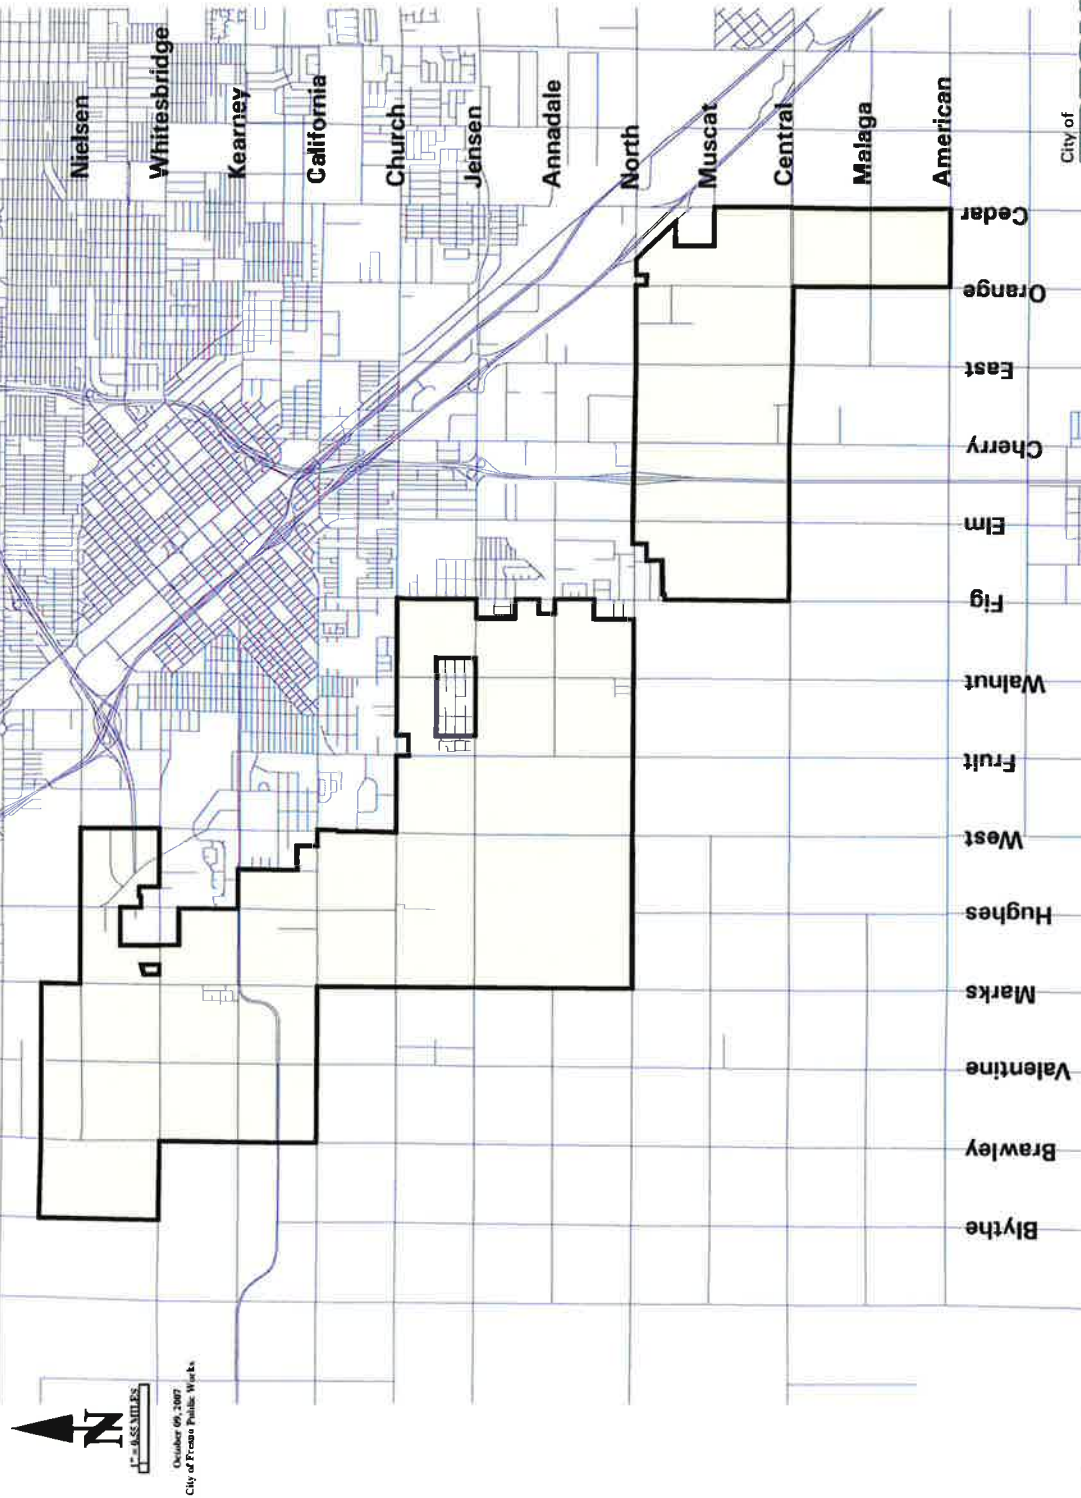 Nielsen
Whitesbridge
Kearney
California
Church
Jensen
Annadale
North
Muscat
Central
Malaga
American
City of
Cedar
Orange
East
Cherry
Elm
Fig
Walnut
Fruit
West
Hughes
Marks
Valentine
Brawley
Blythe
N
1" = 0.55 MILES
October 09, 2007
City of Fresno Public Works